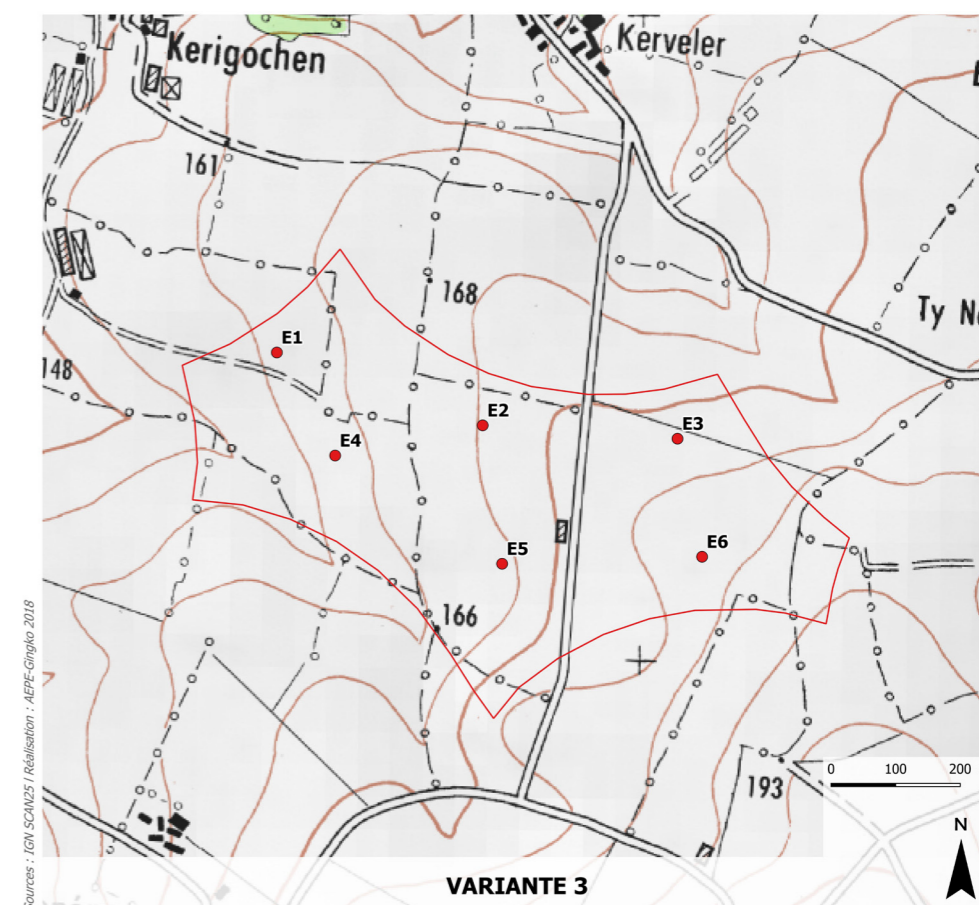 Kerigochen
Kerveler
161
168
Ty N
148
E1
E2
E3
E4
E5
E6
166
193
0 100 200
N
VARIANTE 3
Sources : IGN SCAN25 | Réalisation : AEPE-Gingko 2018